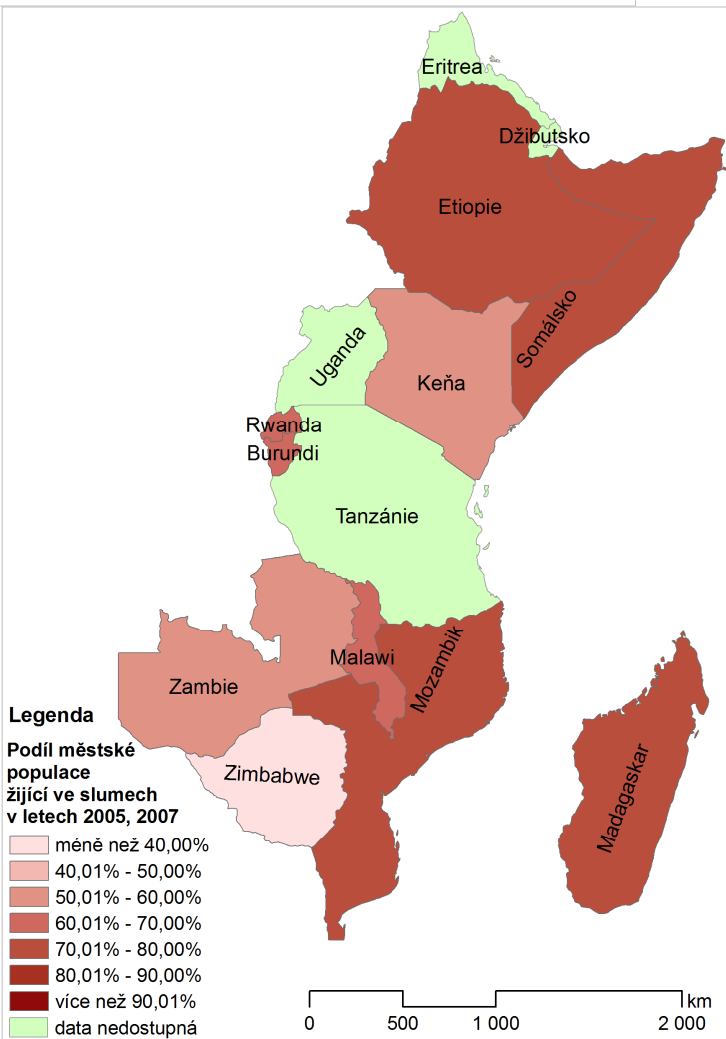 Eritrea
Džibutsko
Etiopie
Somálsko
Uganda
Keňa
Rwanda
Burundi
Tanzánie
Malawi
Mozambik
Zambie
Zimbabwe
Madagaskar
Legenda
Podíl městské
populace
žijící ve slumech
v letech 2005, 2007
méně než 40,00%
40,01% - 50,00%
50,01% - 60,00%
60,01% - 70,00%
70,01% - 80,00%
80,01% - 90,00%
více než 90,01%
data nedostupná
km
0 500 1 000 2 000